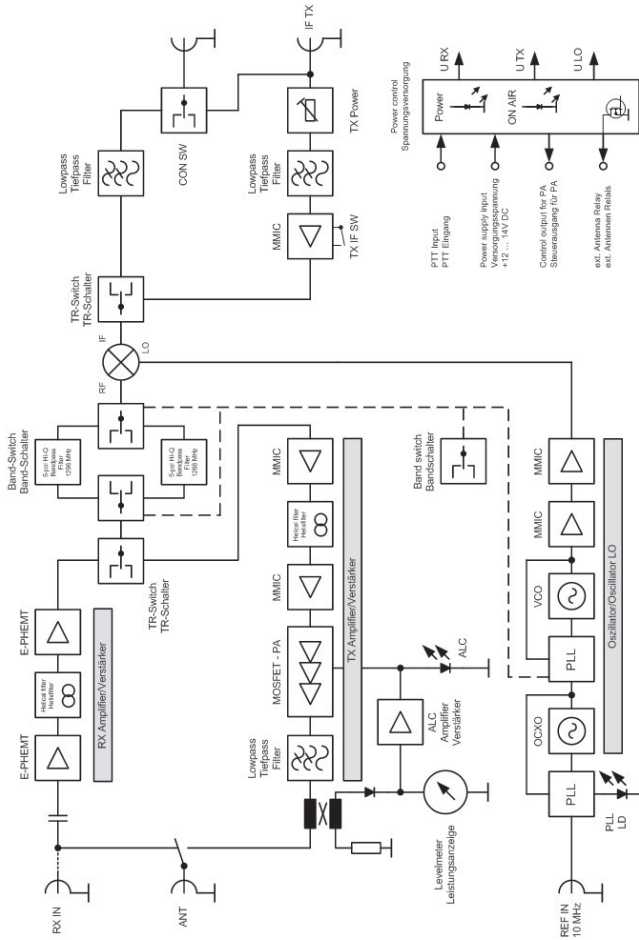 Band-Switch
Band-Schalter
5-pol HI-Q
Bandpass
Filter
1296 MHz
5-pol HI-Q
Bandpass
Filter
1268 MHz
Lowpass
Tiefpass
Filter
CON SW
RX IN
E-PHEMT
Helical filter
Helixfilter
E-PHEMT
RX Amplifier/Verstärker
TR-Switch
TR-Schalter
RF
IF
LO
TR-Switch
TR-Schalter
ANT
Lowpass
Tiefpass
Filter
MOSFET - PA
MMIC
Helical filter
Helixfilter
MMIC
TX Amplifier/Verstärker
MMIC
TX IF SW
Lowpass
Tiefpass
Filter
TX Power
IF TX
Levelmeter
Leistungsanzeige
ALC
Amplifier
Verstärker
ALC
Band switch
Bandschalter
Power control
Spannungsversorgung
PTT Input
PTT Eingang
Power supply input
Versorgungsspannung
+12 ... 14V DC
Control output for PA
Steuerausgang für PA
ext. Antenna Relay
ext. Antennen Relais
Power
ON AIR
U RX
U TX
U LO
REF IN
10 MHz
PLL
OCXO
PLL
VCO
MMIC
MMIC
PLL
LD
Oszillator/Oscillator LO